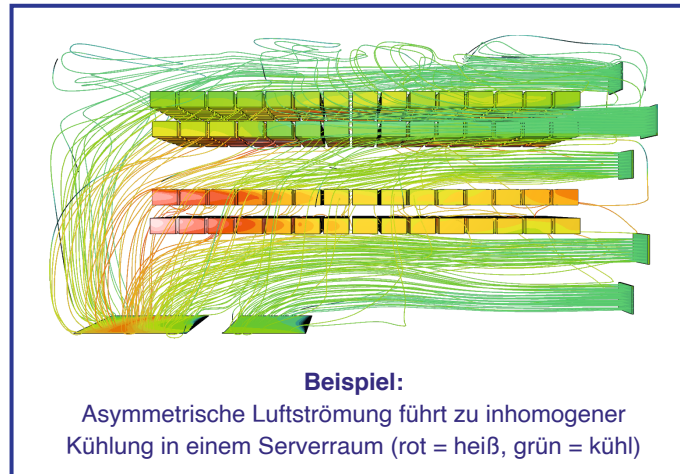 Beispiel:
Asymmetrische Luftströmung führt zu inhomogener
Kühlung in einem Serverraum (rot = heiß, grün = kühl)